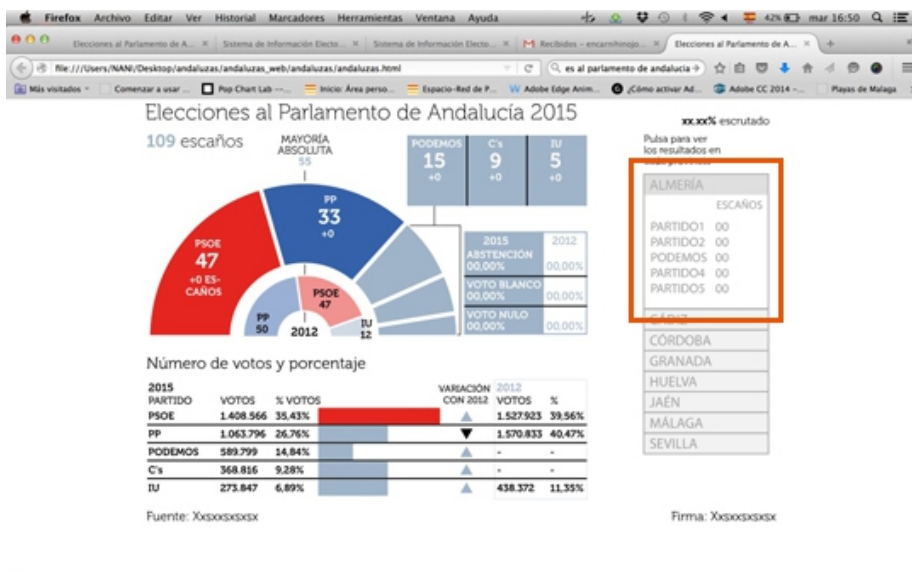 Firefox Archivo Editar Ver Historial Marcadores Herramientas Ventana Ayuda 42% mar 16:50
Elecciones al Parlamento de A... Sistema de Información Electo... Sistema de Información Electo... Recibidos - encarnihinojo... Elecciones al Parlamento de A...
file:///Users/NANI/Desktop/andaluzas/andaluzas_web/andaluzas/andaluzas.html es al parlamento de andalucia
Más visitados Comenzar a usar ... Pop Chart Lab --... Inicio: Área perso... Espacio-Red de P... Adobe Edge Anim... ¿Cómo activar Ad... Adobe CC 2014 -... Playas de Malaga
Elecciones al Parlamento de Andalucía 2015
109 escaños
MAYORÍA
ABSOLUTA
55
PODEMOS
15
+0
C's
9
+0
IU
5
+0
PP
33
+0
PSOE
47
+0 ES-
CAÑOS
PP
50
PSOE
47
IU
12
2012
2015 2012
ABSTENCIÓN
00,00% 00,00%
VOTO BLANCO
00,00% 00,00%
VOTO NULO
00,00% 00,00%
xx.xx% escrutado
Pulsa para ver
los resultados en
ALMERÍA
ESCAÑOS
PARTIDO1 00
PARTIDO2 00
PODEMOS 00
PARTIDO4 00
PARTIDO5 00
CÁDIZ
CÓRDOBA
GRANADA
HUELVA
JAÉN
MÁLAGA
SEVILLA
Número de votos y porcentaje
2015 VARIACIÓN 2012
PARTIDO VOTOS % VOTOS CON 2012 VOTOS %
PSOE 1.408.566 35,43% 1.527.923 39,56%
PP 1.063.796 26,76% 1.570.833 40,47%
PODEMOS 589.799 14,84% - -
C's 368.816 9,28% - -
IU 273.847 6,89% 438.372 11,35%
Fuente: Xxsxxsxsxsx
Firma: Xxsxxsxsxsx